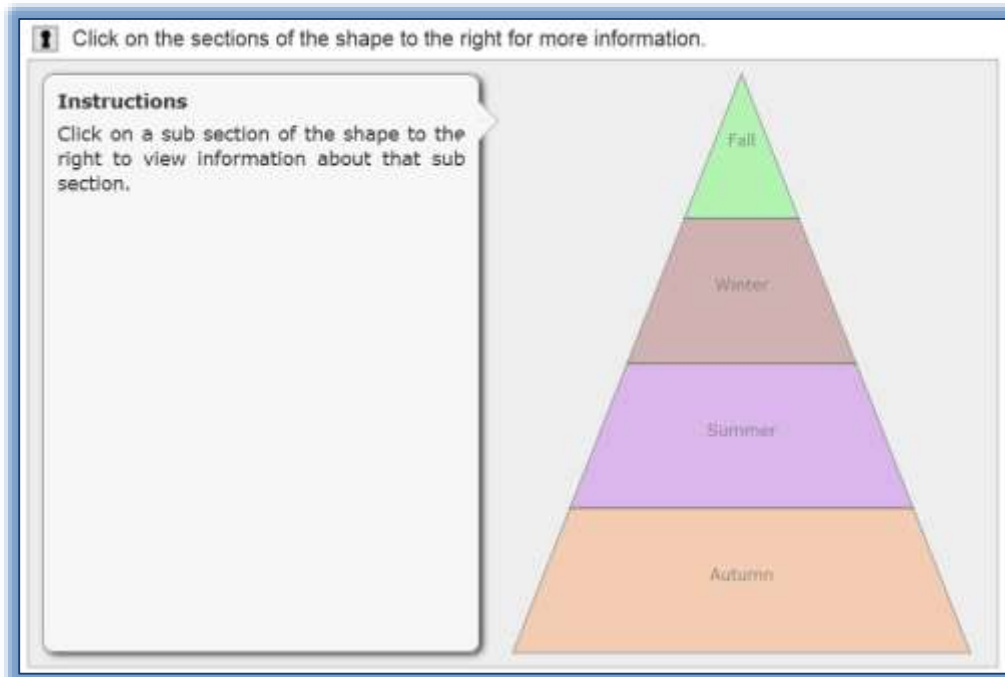 Click on the sections of the shape to the right for more information.
Instructions
Click on a sub section of the shape to the
right to view information about that sub
section.
Fall
Winter
Summer
Autumn